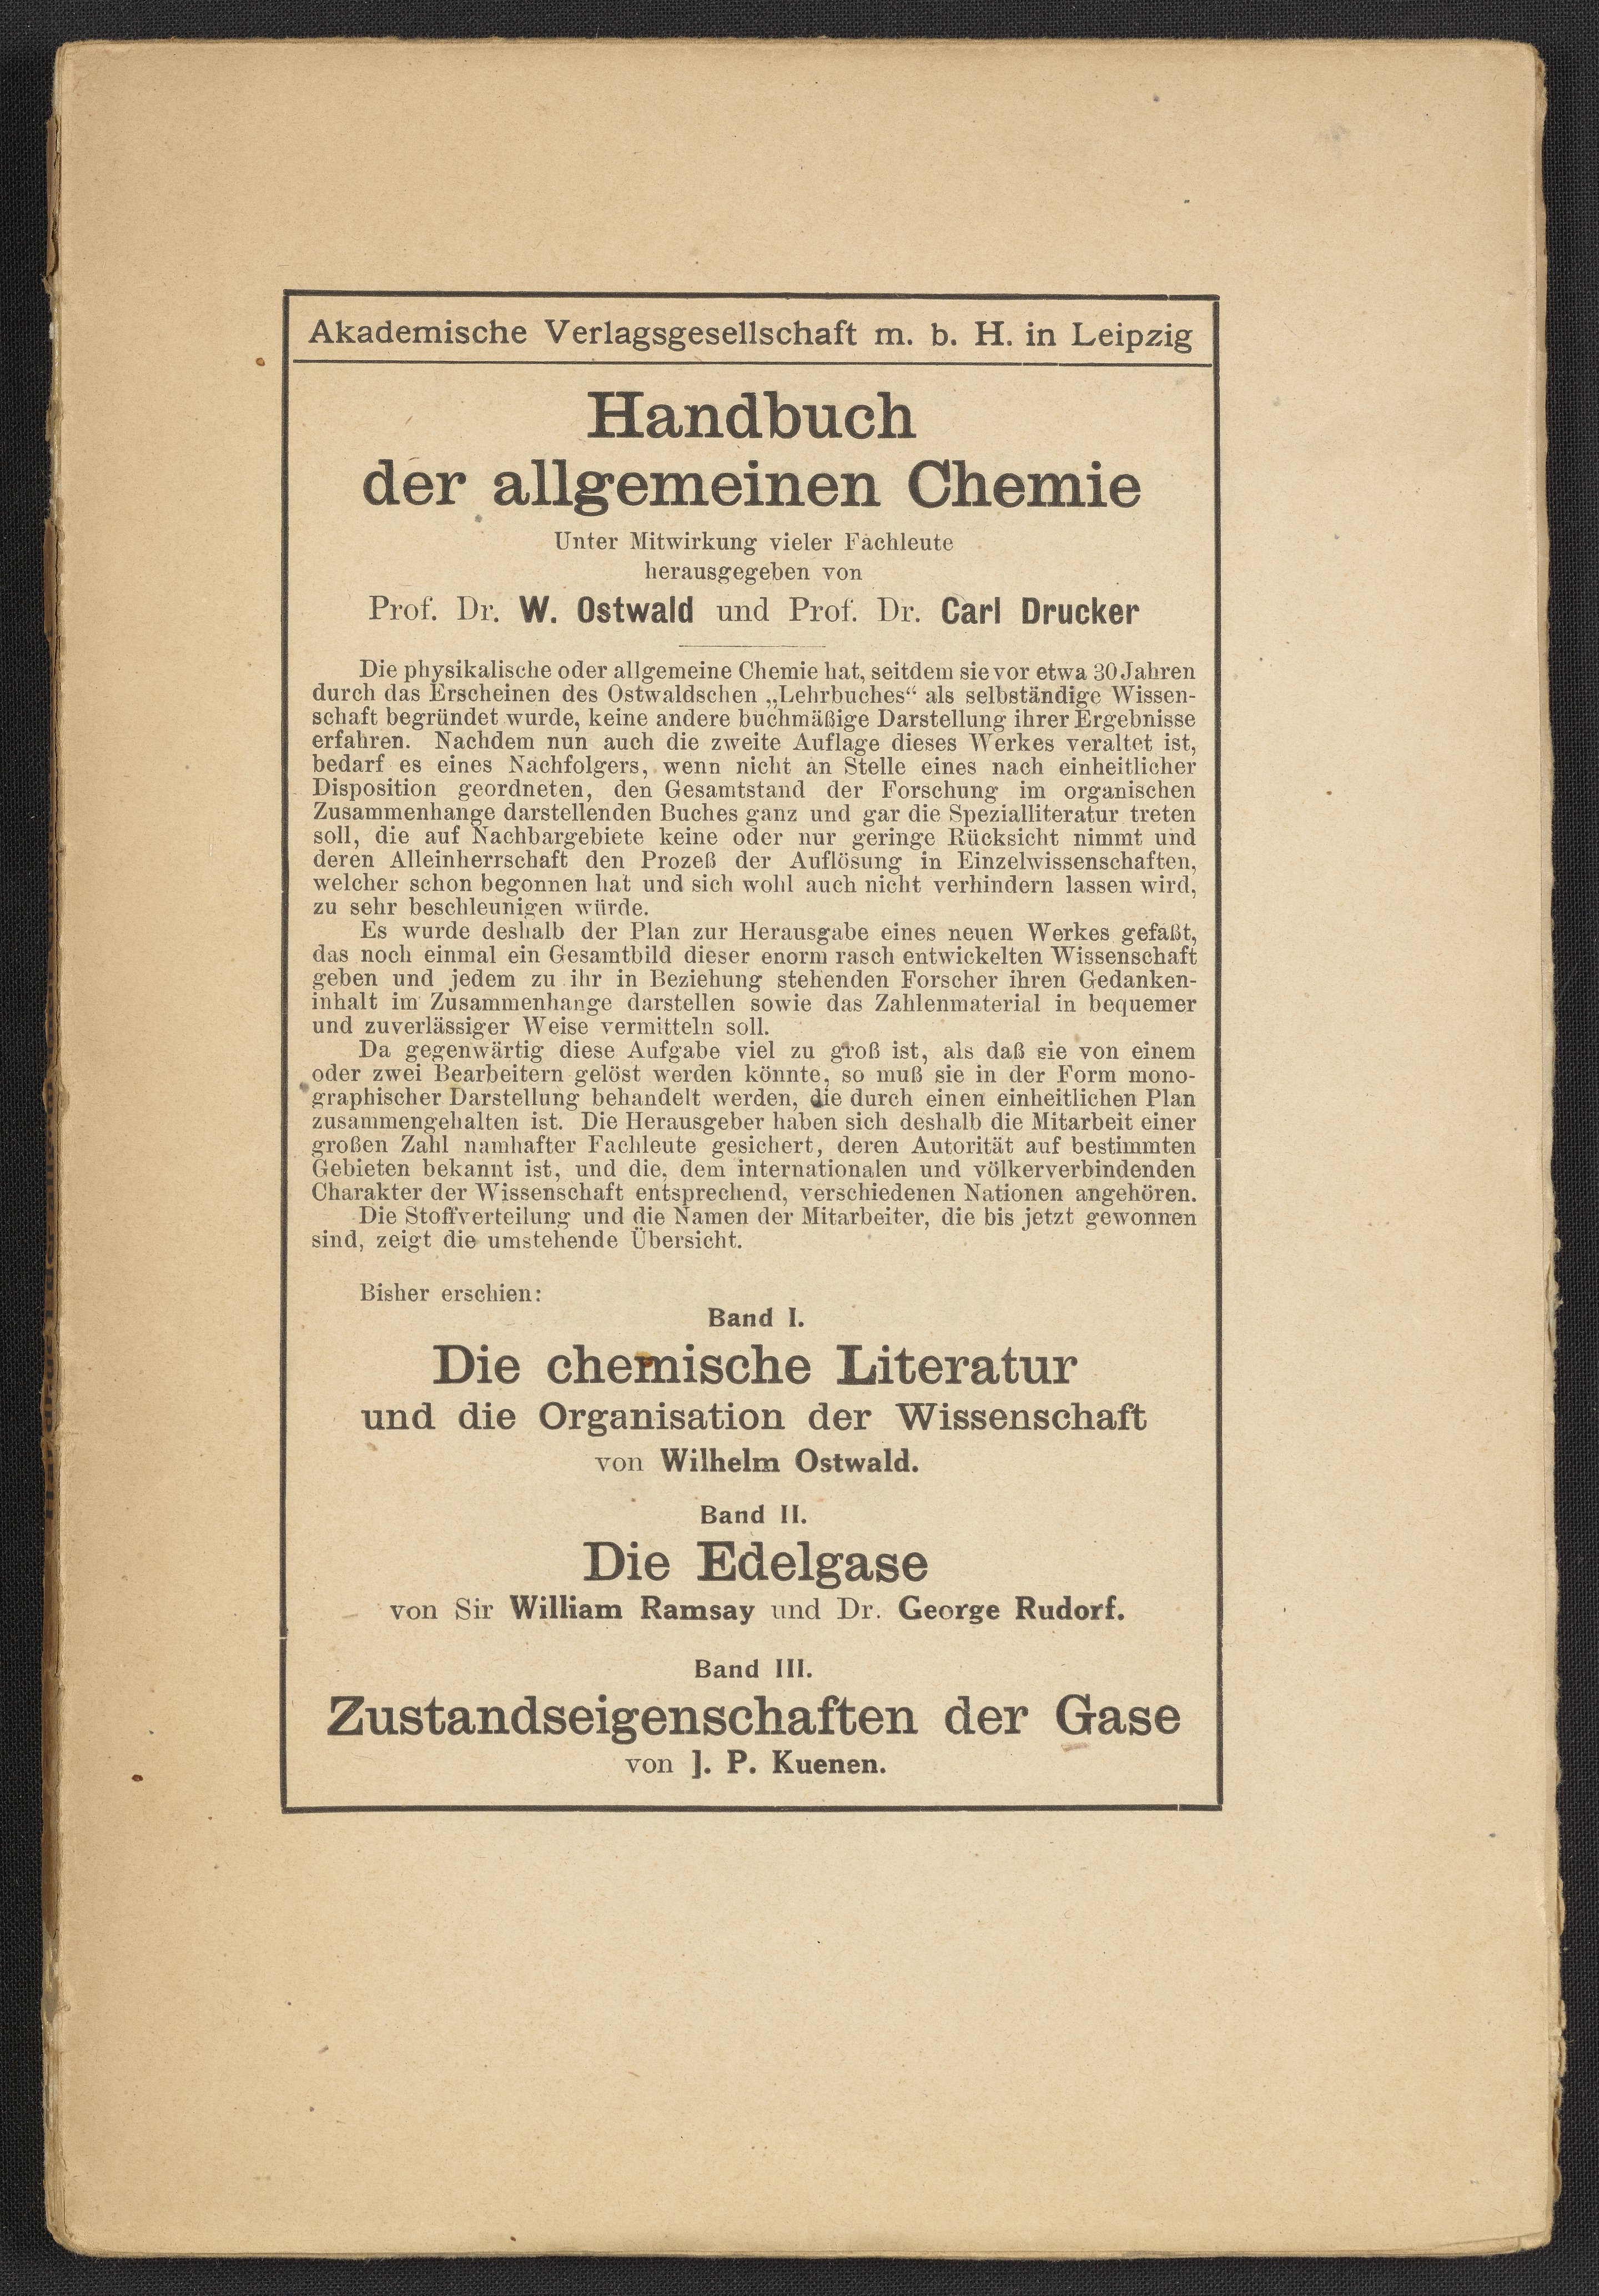 Akademische Verlagsgesellschaft m. b. H. in Leipzig
Handbuch
der allgemeinen Chemie
Unter Mitwirkung vieler Fachleute
herausgegeben von
Prof. Dr. W. Ostwald und Prof. Dr. Carl Drucker
Die physikalische oder allgemeine Chemie hat, seitdem sie vor etwa 30 Jahren
durch das Erscheinen des Ostwaldschen „Lehrbuches“ als selbständige Wissen-
schaft begründet wurde, keine andere buchmäßige Darstellung ihrer Ergebnisse
erfahren. Nachdem nun auch die zweite Auflage dieses Werkes veraltet ist,
bedarf es eines Nachfolgers, wenn nicht an Stelle eines nach einheitlicher
Disposition geordneten, den Gesamtstand der Forschung im organischen
Zusammenhange darstellenden Buches ganz und gar die Spezialliteratur treten
soll, die auf Nachbargebiete keine oder nur geringe Rücksicht nimmt und
deren Alleinherrschaft den Prozeß der Auflösung in Einzelwissenschaften,
welcher schon begonnen hat und sich wohl auch nicht verhindern lassen wird,
zu sehr beschleunigen würde.
Es wurde deshalb der Plan zur Herausgabe eines neuen Werkes gefaßt,
das noch einmal ein Gesamtbild dieser enorm rasch entwickelten Wissenschaft
geben und jedem zu ihr in Beziehung stehenden Forscher ihren Gedanken-
inhalt im Zusammenhange darstellen sowie das Zahlenmaterial in bequemer
und zuverlässiger Weise vermitteln soll.
Da gegenwärtig diese Aufgabe viel zu groß ist, als daß sie von einem
oder zwei Bearbeitern gelöst werden könnte, so muß sie in der Form mono-
graphischer Darstellung behandelt werden, die durch einen einheitlichen Plan
zusammengehalten ist. Die Herausgeber haben sich deshalb die Mitarbeit einer
großen Zahl namhafter Fachleute gesichert, deren Autorität auf bestimmten
Gebieten bekannt ist, und die, dem internationalen und völkerverbindenden
Charakter der Wissenschaft entsprechend, verschiedenen Nationen angehören.
Die Stoffverteilung und die Namen der Mitarbeiter, die bis jetzt gewonnen
sind, zeigt die umstehende Übersicht.
Bisher erschien:
Band I.
Die chemische Literatur
und die Organisation der Wissenschaft
von Wilhelm Ostwald.
Band II.
Die Edelgase
von Sir William Ramsay und Dr. George Rudorf.
Band III.
Zustandseigenschaften der Gase
von J. P. Kuenen.